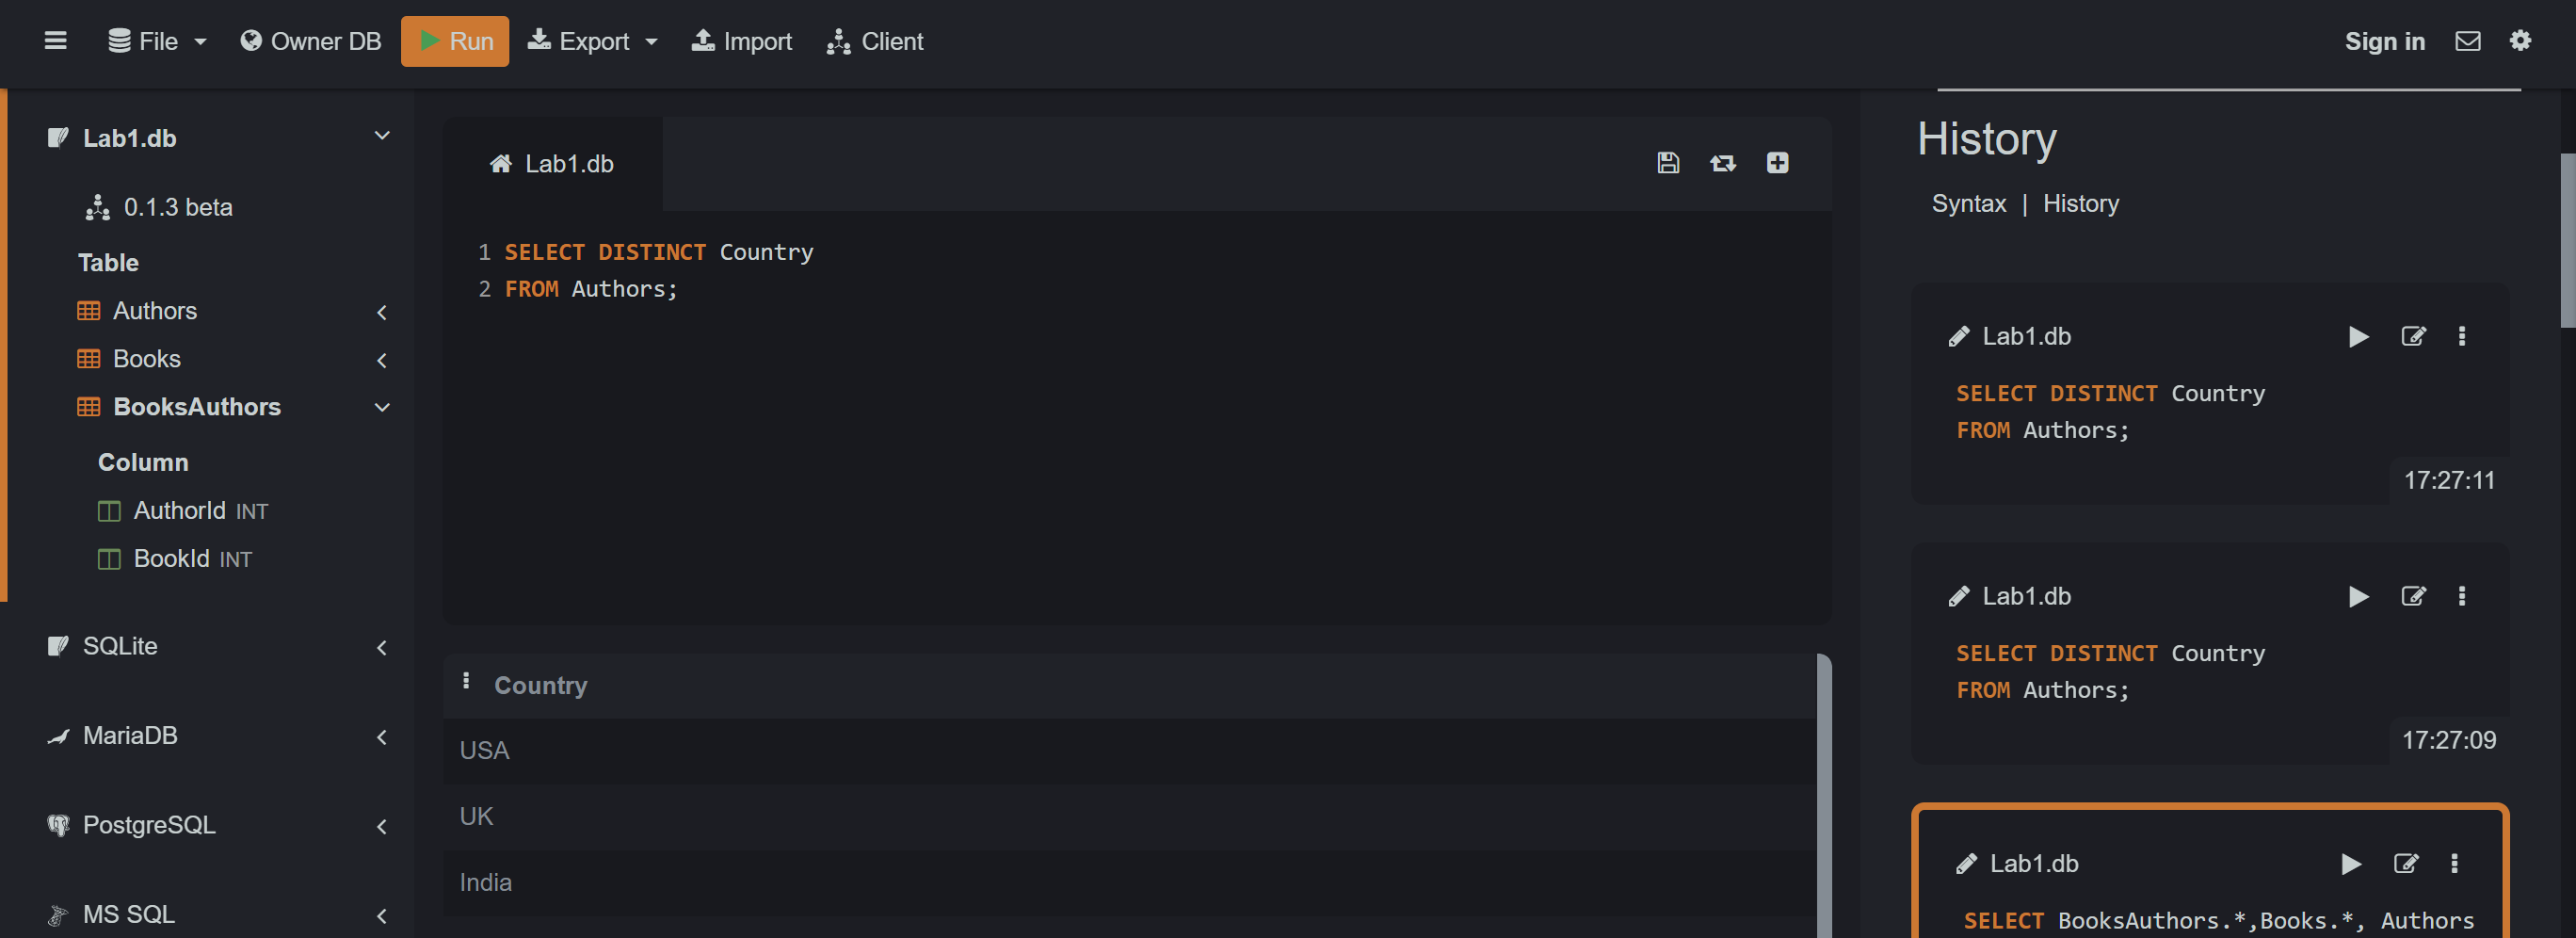 File Owner DB Run Export Import Client Sign in
Lab1.db
0.1.3 beta
Table
Authors
Books
BooksAuthors
Column
AuthorId INT
BookId INT
SQLite
MariaDB
PostgreSQL
MS SQL
Lab1.db
1 SELECT DISTINCT Country
2 FROM Authors;
Country
USA
UK
India
History
Syntax | History
Lab1.db
SELECT DISTINCT Country
FROM Authors;
17:27:11
Lab1.db
SELECT DISTINCT Country
FROM Authors;
17:27:09
Lab1.db
SELECT BooksAuthors.*,Books.*, Authors